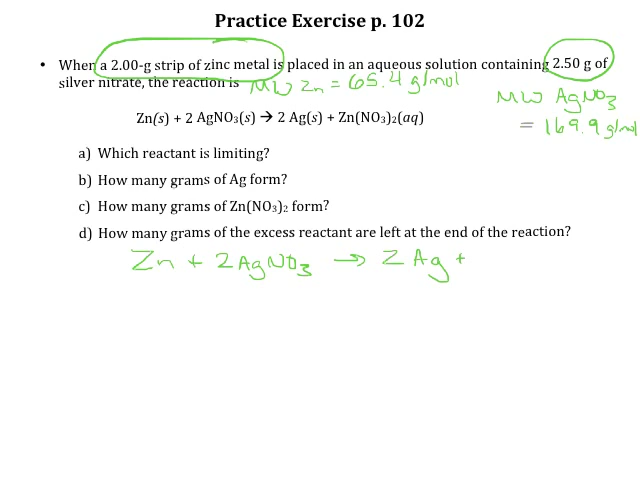 Practice Exercise p. 102
• When a 2.00-g strip of zinc metal is placed in an aqueous solution containing 2.50 g of
silver nitrate, the reaction is MW Zn = 65.4 g/mol
MW AgNO3
= 169.9 g/mol
Zn(s) + 2 AgNO3(s) → 2 Ag(s) + Zn(NO3)2(aq)
a) Which reactant is limiting?
b) How many grams of Ag form?
c) How many grams of Zn(NO3)2 form?
d) How many grams of the excess reactant are left at the end of the reaction?
Zn + 2AgNO3 → 2 Ag +